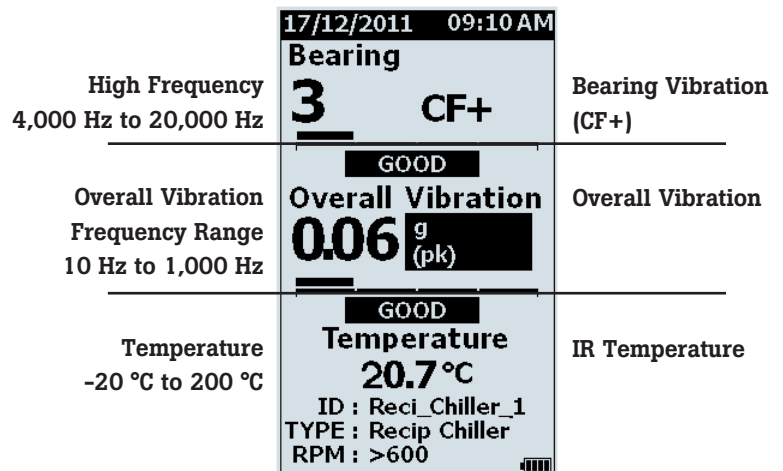 17/12/2011 09:10 AM
Bearing
High Frequency
4,000 Hz to 20,000 Hz
3 CF+
Bearing Vibration
(CF+)
GOOD
Overall Vibration
Frequency Range
10 Hz to 1,000 Hz
Overall Vibration
0.06 g
(pk)
Overall Vibration
GOOD
Temperature
-20 °C to 200 °C
Temperature
20.7 °C
IR Temperature
ID : Reci_Chiller_1
TYPE : Recip Chiller
RPM : >600